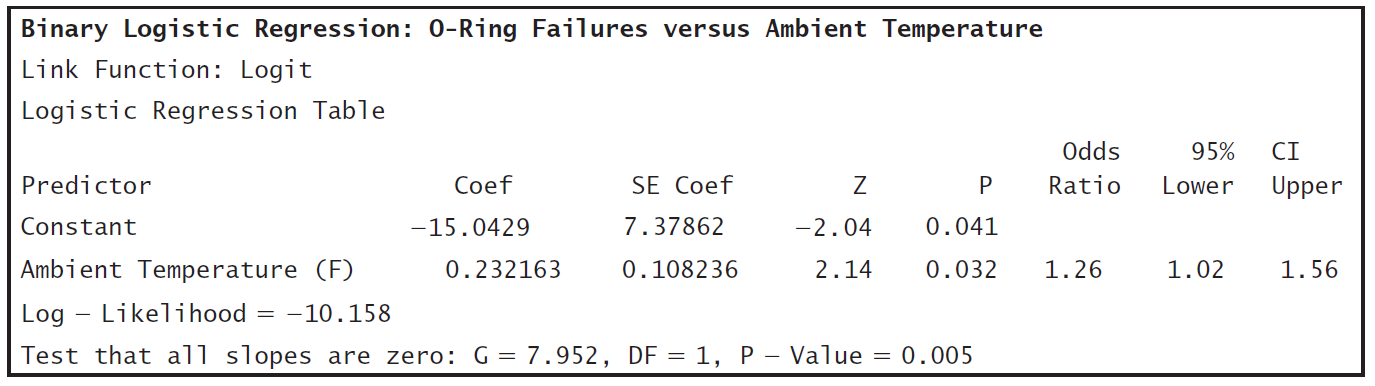 Binary Logistic Regression: O-Ring Failures versus Ambient Temperature
Link Function: Logit
Logistic Regression Table
Odds 95% CI
Predictor Coef SE Coef Z P Ratio Lower Upper
Constant −15.0429 7.37862 −2.04 0.041
Ambient Temperature (F) 0.232163 0.108236 2.14 0.032 1.26 1.02 1.56
Log − Likelihood = −10.158
Test that all slopes are zero: G = 7.952, DF = 1, P − Value = 0.005